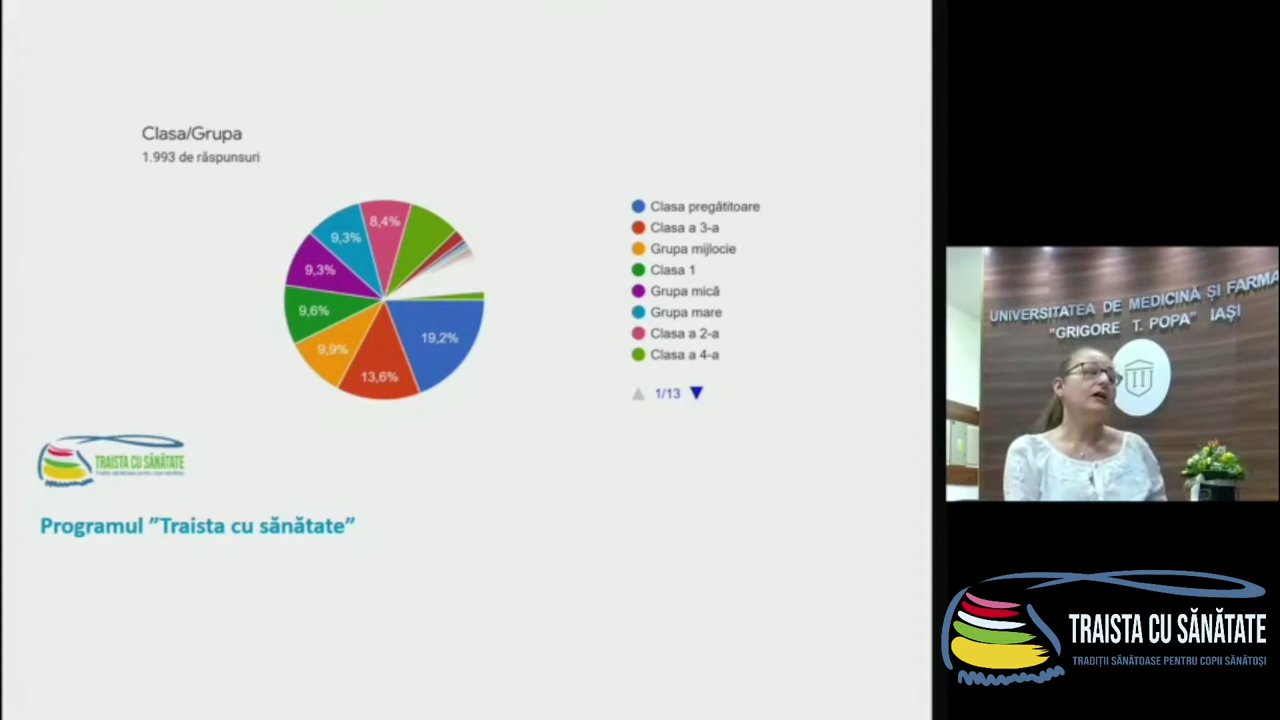 Clasa/Grupa
1.993 de răspunsuri
8,4%
9,3%
9,3%
9,6%
9,9%
13,6%
19,2%
Clasa pregătitoare
Clasa a 3-a
Grupa mijlocie
Clasa 1
Grupa mică
Grupa mare
Clasa a 2-a
Clasa a 4-a
1/13
TRAISTA CU SĂNĂTATE
Programul ”Traista cu sănătate”
UNIVERSITATEA DE MEDICINĂ ȘI FARMA
"GRIGORE T. POPA" IAȘI
TRAISTA CU SĂNĂTATE
TRADIȚII SĂNĂTOASE PENTRU COPII SĂNĂTOȘI